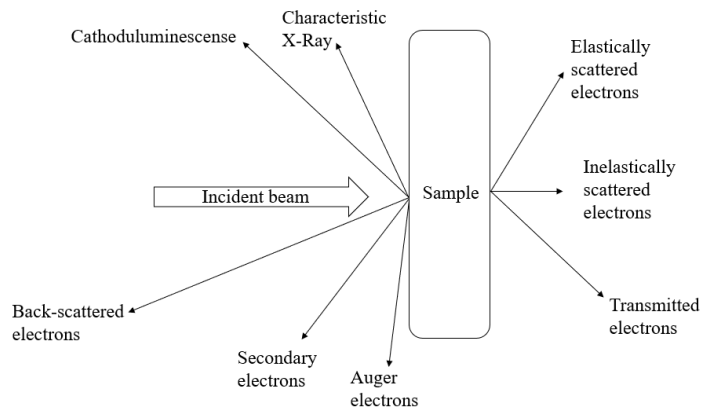 Cathoduluminescense
Characteristic
X-Ray
Elastically
scattered
electrons
Incident beam
Sample
Inelastically
scattered
electrons
Back-scattered
electrons
Secondary
electrons
Auger
electrons
Transmitted
electrons